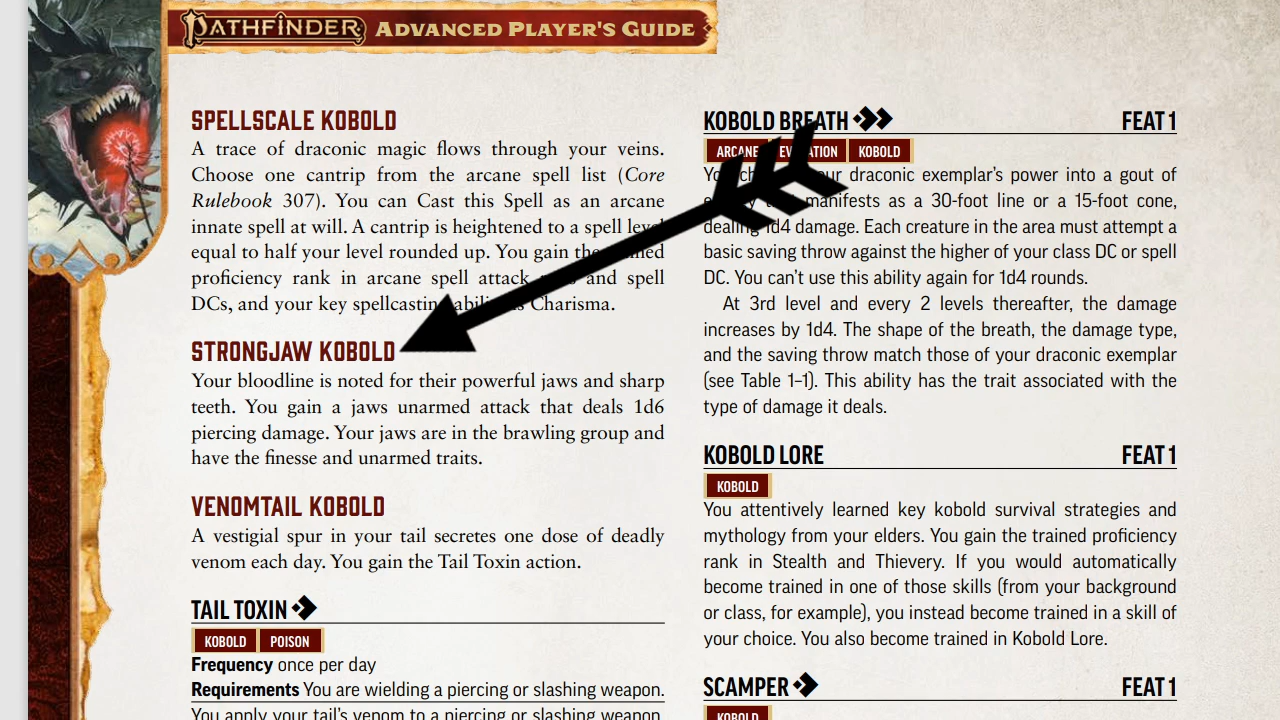 PATHFINDER ADVANCED PLAYER'S GUIDE
SPELLSCALE KOBOLD
A trace of draconic magic flows through your veins.
Choose one cantrip from the arcane spell list (Core
Rulebook 307). You can Cast this Spell as an arcane
innate spell at will. A cantrip is heightened to a spell level
equal to half your level rounded up. You gain the
proficiency rank in arcane spell attack and spell
DCs, and your key spellcasting Charisma.
STRONGJAW KOBOLD
Your bloodline is noted for their powerful jaws and sharp
teeth. You gain a jaws unarmed attack that deals 1d6
piercing damage. Your jaws are in the brawling group and
have the finesse and unarmed traits.
VENOMTAIL KOBOLD
A vestigial spur in your tail secretes one dose of deadly
venom each day. You gain the Tail Toxin action.
TAIL TOXIN
KOBOLD POISON
Frequency once per day
Requirements You are wielding a piercing or slashing weapon.
You apply your tail's venom to a piercing or slashing weapon.
KOBOLD BREATH FEAT 1
ARCANE EVOCATION KOBOLD
draconic exemplar's power into a gout of
manifests as a 30-foot line or a 15-foot cone,
dealing 1d4 damage. Each creature in the area must attempt a
basic saving throw against the higher of your class DC or spell
DC. You can't use this ability again for 1d4 rounds.
At 3rd level and every 2 levels thereafter, the damage
increases by 1d4. The shape of the breath, the damage type,
and the saving throw match those of your draconic exemplar
(see Table 1–1). This ability has the trait associated with the
type of damage it deals.
KOBOLD LORE FEAT 1
KOBOLD
You attentively learned key kobold survival strategies and
mythology from your elders. You gain the trained proficiency
rank in Stealth and Thievery. If you would automatically
become trained in one of those skills (from your background
or class, for example), you instead become trained in a skill of
your choice. You also become trained in Kobold Lore.
SCAMPER FEAT 1
KOBOLD